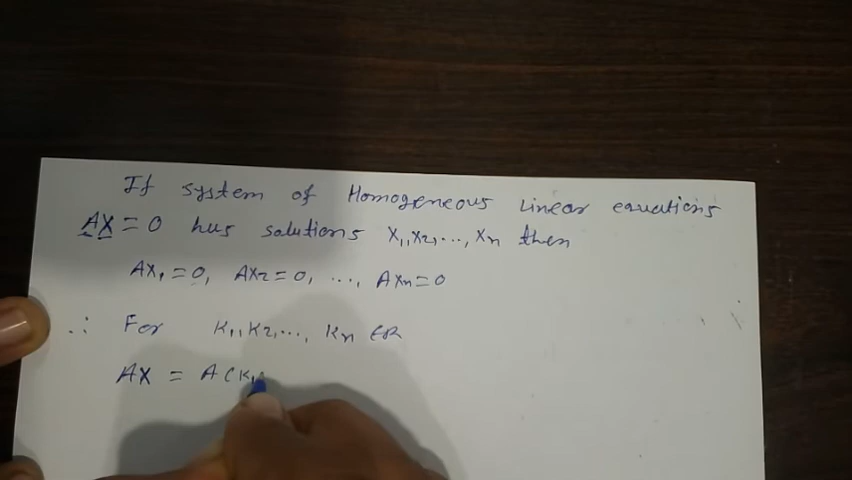 If system of Homogeneous Linear equations
AX = 0 has solutions X₁, X₂, ..., Xₙ then
AX₁ = 0, AX₂ = 0, ..., AXₙ = 0
∴ For K₁, K₂, ..., Kₙ ∈ R
AX = A(K₁